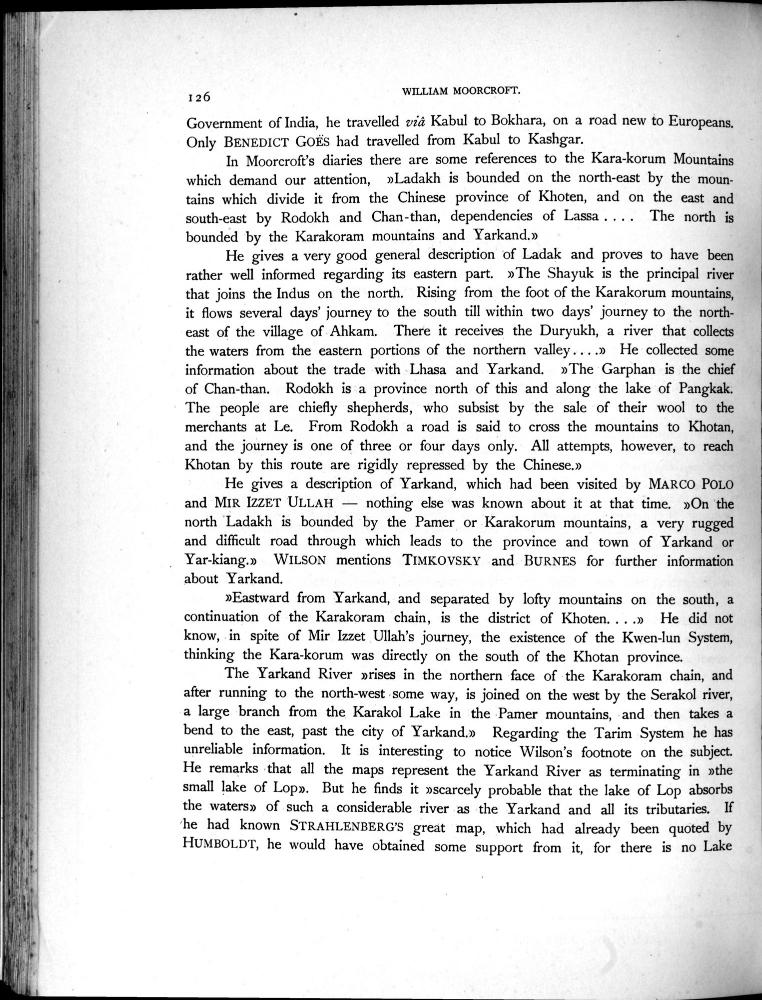 126
WILLIAM MOORCROFT.
Government of India, he travelled viâ Kabul to Bokhara, on a road new to Europeans.
Only BENEDICT GOËS had travelled from Kabul to Kashgar.
In Moorcroft's diaries there are some references to the Kara-korum Mountains
which demand our attention, »Ladakh is bounded on the north-east by the moun-
tains which divide it from the Chinese province of Khoten, and on the east and
south-east by Rodokh and Chan-than, dependencies of Lassa . . . . The north is
bounded by the Karakoram mountains and Yarkand.»
He gives a very good general description of Ladak and proves to have been
rather well informed regarding its eastern part. »The Shayuk is the principal river
that joins the Indus on the north. Rising from the foot of the Karakorum mountains,
it flows several days' journey to the south till within two days' journey to the north-
east of the village of Ahkam. There it receives the Duryukh, a river that collects
the waters from the eastern portions of the northern valley . . . .» He collected some
information about the trade with Lhasa and Yarkand. »The Garphan is the chief
of Chan-than. Rodokh is a province north of this and along the lake of Pangkak.
The people are chiefly shepherds, who subsist by the sale of their wool to the
merchants at Le. From Rodokh a road is said to cross the mountains to Khotan,
and the journey is one of three or four days only. All attempts, however, to reach
Khotan by this route are rigidly repressed by the Chinese.»
He gives a description of Yarkand, which had been visited by MARCO POLO
and MIR IZZET ULLAH — nothing else was known about it at that time. »On the
north Ladakh is bounded by the Pamer or Karakorum mountains, a very rugged
and difficult road through which leads to the province and town of Yarkand or
Yar-kiang.» WILSON mentions TIMKOVSKY and BURNES for further information
about Yarkand.
»Eastward from Yarkand, and separated by lofty mountains on the south, a
continuation of the Karakoram chain, is the district of Khoten. . . .» He did not
know, in spite of Mir Izzet Ullah's journey, the existence of the Kwen-lun System,
thinking the Kara-korum was directly on the south of the Khotan province.
The Yarkand River »rises in the northern face of the Karakoram chain, and
after running to the north-west some way, is joined on the west by the Serakol river,
a large branch from the Karakol Lake in the Pamer mountains, and then takes a
bend to the east, past the city of Yarkand.» Regarding the Tarim System he has
unreliable information. It is interesting to notice Wilson's footnote on the subject.
He remarks that all the maps represent the Yarkand River as terminating in »the
small lake of Lop». But he finds it »scarcely probable that the lake of Lop absorbs
the waters» of such a considerable river as the Yarkand and all its tributaries. If
he had known STRAHLENBERG'S great map, which had already been quoted by
HUMBOLDT, he would have obtained some support from it, for there is no Lake